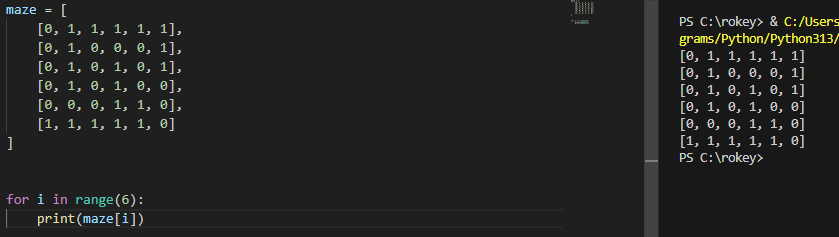 maze = [
    [0, 1, 1, 1, 1, 1],
    [0, 1, 0, 0, 0, 1],
    [0, 1, 0, 1, 0, 1],
    [0, 1, 0, 1, 0, 0],
    [0, 0, 0, 1, 1, 0],
    [1, 1, 1, 1, 1, 0]
]
for i in range(6):
    print(maze[i])
PS C:\rokey> & C:/Users
grams/Python/Python313/
[0, 1, 1, 1, 1, 1]
[0, 1, 0, 0, 0, 1]
[0, 1, 0, 1, 0, 1]
[0, 1, 0, 1, 0, 0]
[0, 0, 0, 1, 1, 0]
[1, 1, 1, 1, 1, 0]
PS C:\rokey>